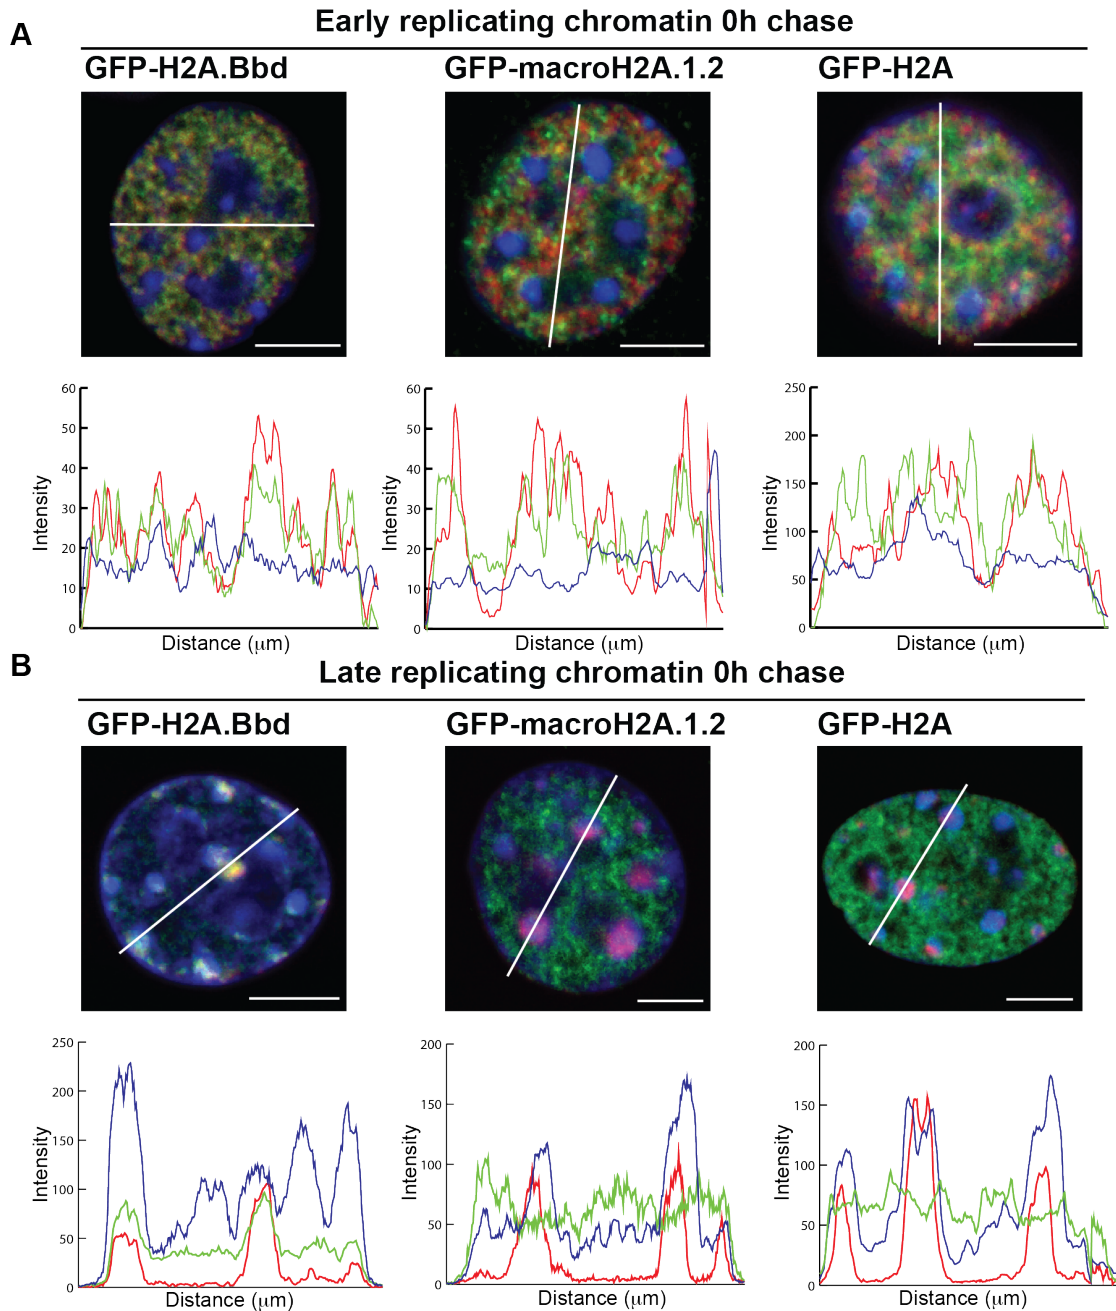 A
Early replicating chromatin 0h chase
GFP-H2A.Bbd
GFP-macroH2A.1.2
GFP-H2A
60
50
40
30
20
10
0
Intensity
Distance (μm)
60
50
40
30
20
10
0
Intensity
Distance (μm)
250
200
150
100
50
0
Intensity
Distance (μm)
B
Late replicating chromatin 0h chase
GFP-H2A.Bbd
GFP-macroH2A.1.2
GFP-H2A
250
200
150
100
50
0
Intensity
Distance (μm)
200
150
100
50
0
Intensity
Distance (μm)
200
150
100
50
0
Intensity
Distance (μm)